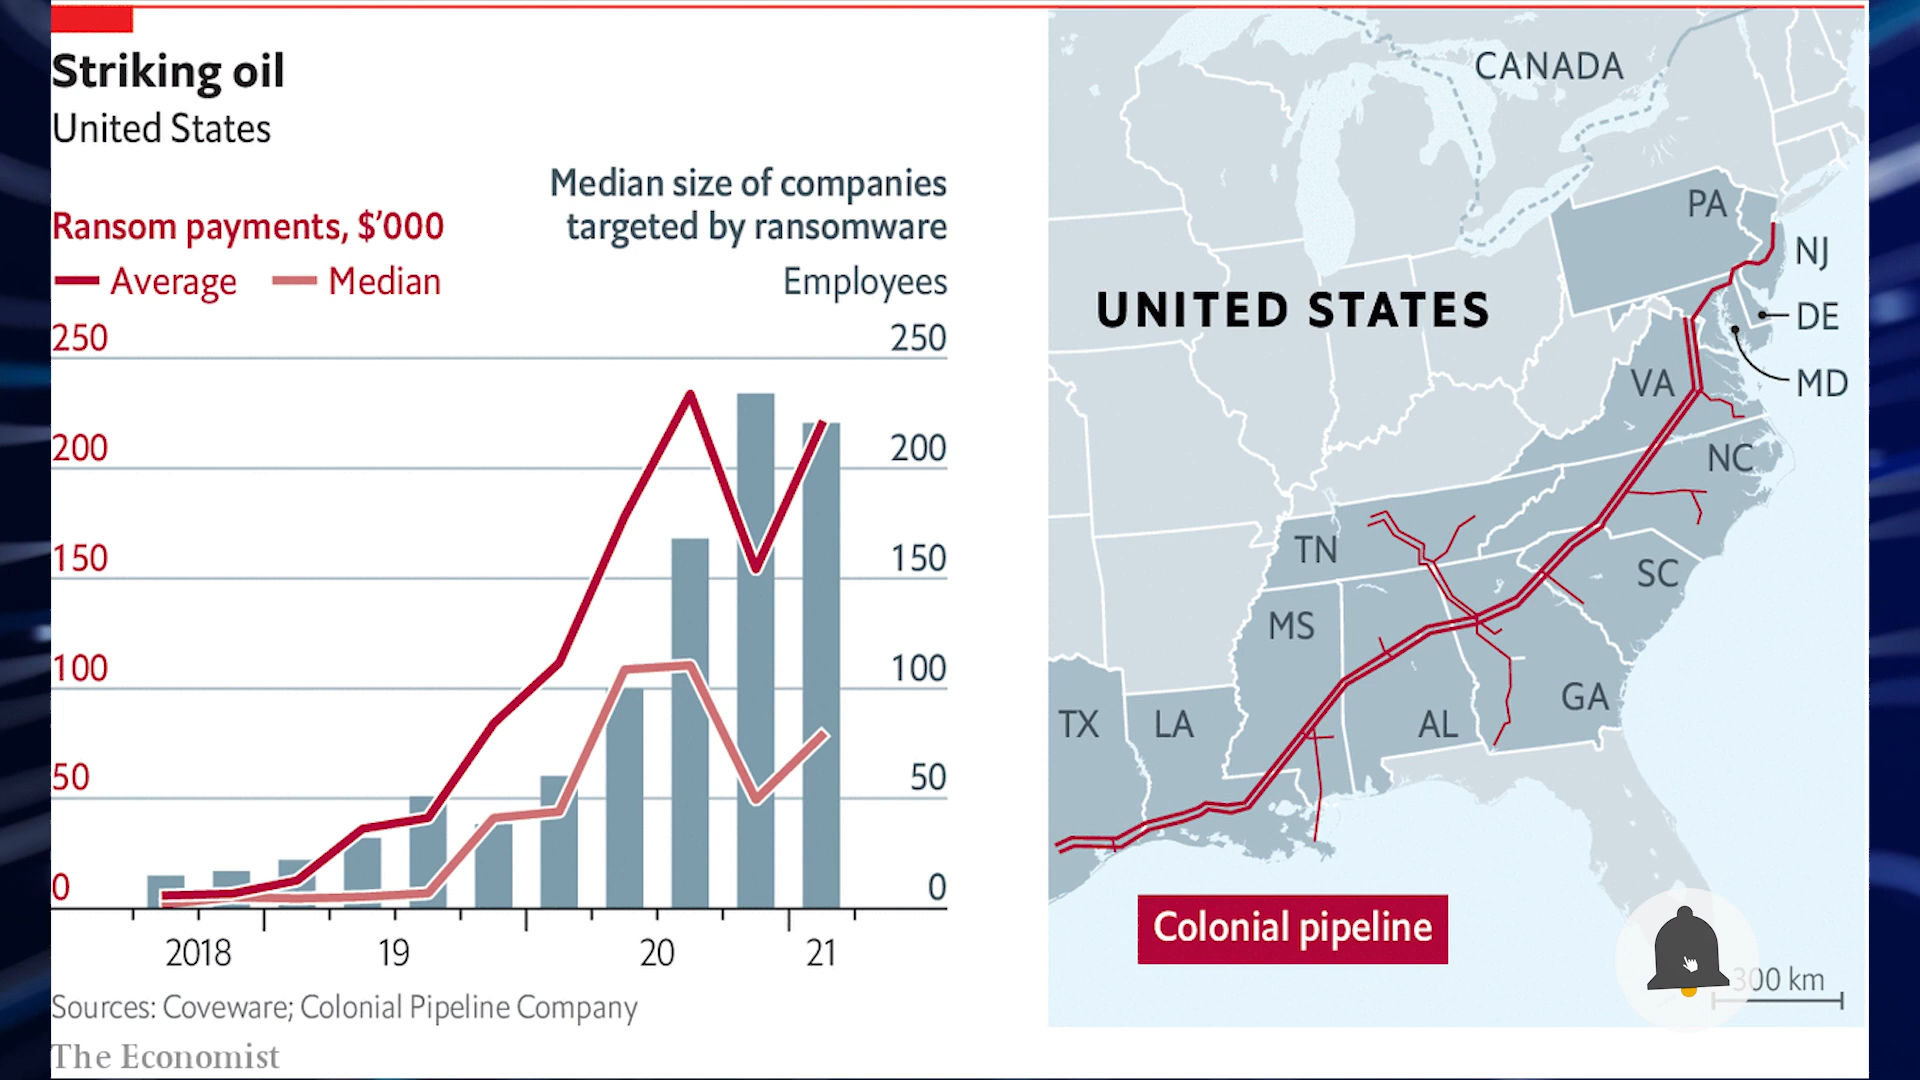 Striking oil
United States
Median size of companies
targeted by ransomware
Ransom payments, $'000
Average Median
Employees
250 250
200 200
150 150
100 100
50 50
0 0
2018 19 20 21
Sources: Coveware; Colonial Pipeline Company
The Economist
CANADA
PA
NJ
UNITED STATES
DE
VA
MD
NC
TN
SC
MS
GA
TX LA AL
Colonial pipeline
300 km